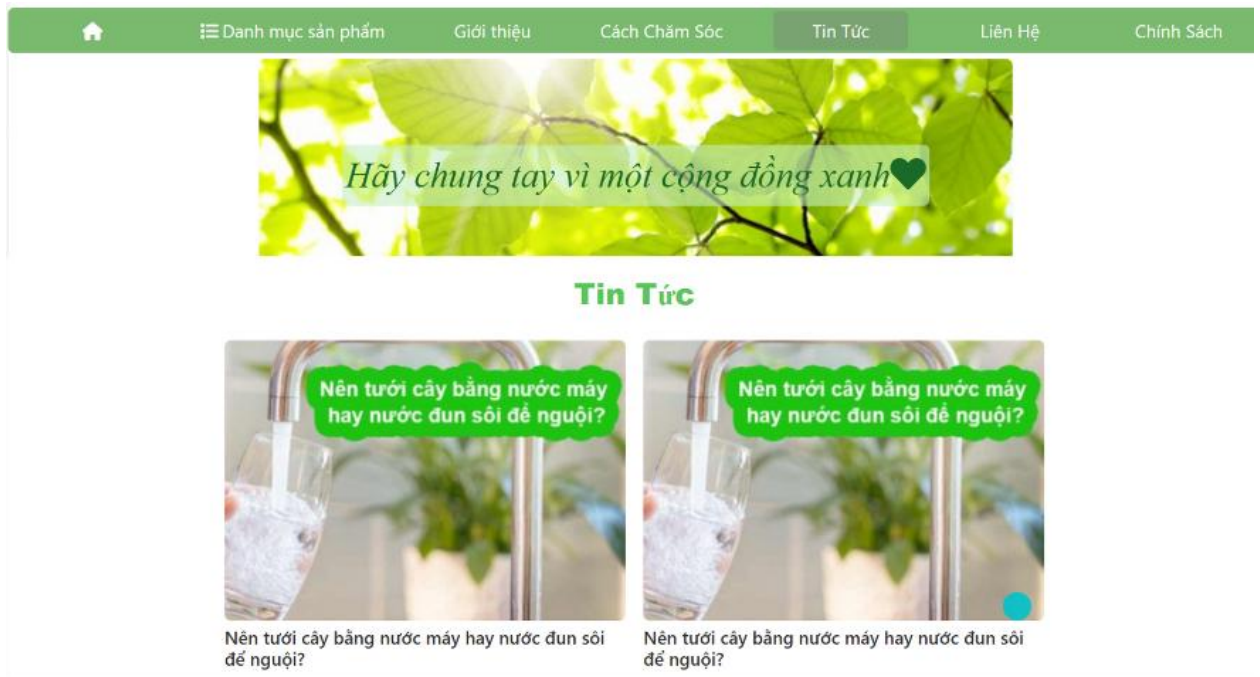 Danh mục sản phẩm Giới thiệu Cách Chăm Sóc Tin Tức Liên Hệ Chính Sách
Hãy chung tay vì một cộng đồng xanh
Tin Tức
Nên tưới cây bằng nước máy
hay nước đun sôi để nguội?
Nên tưới cây bằng nước máy hay nước đun sôi
để nguội?
Nên tưới cây bằng nước máy
hay nước đun sôi để nguội?
Nên tưới cây bằng nước máy hay nước đun sôi
để nguội?